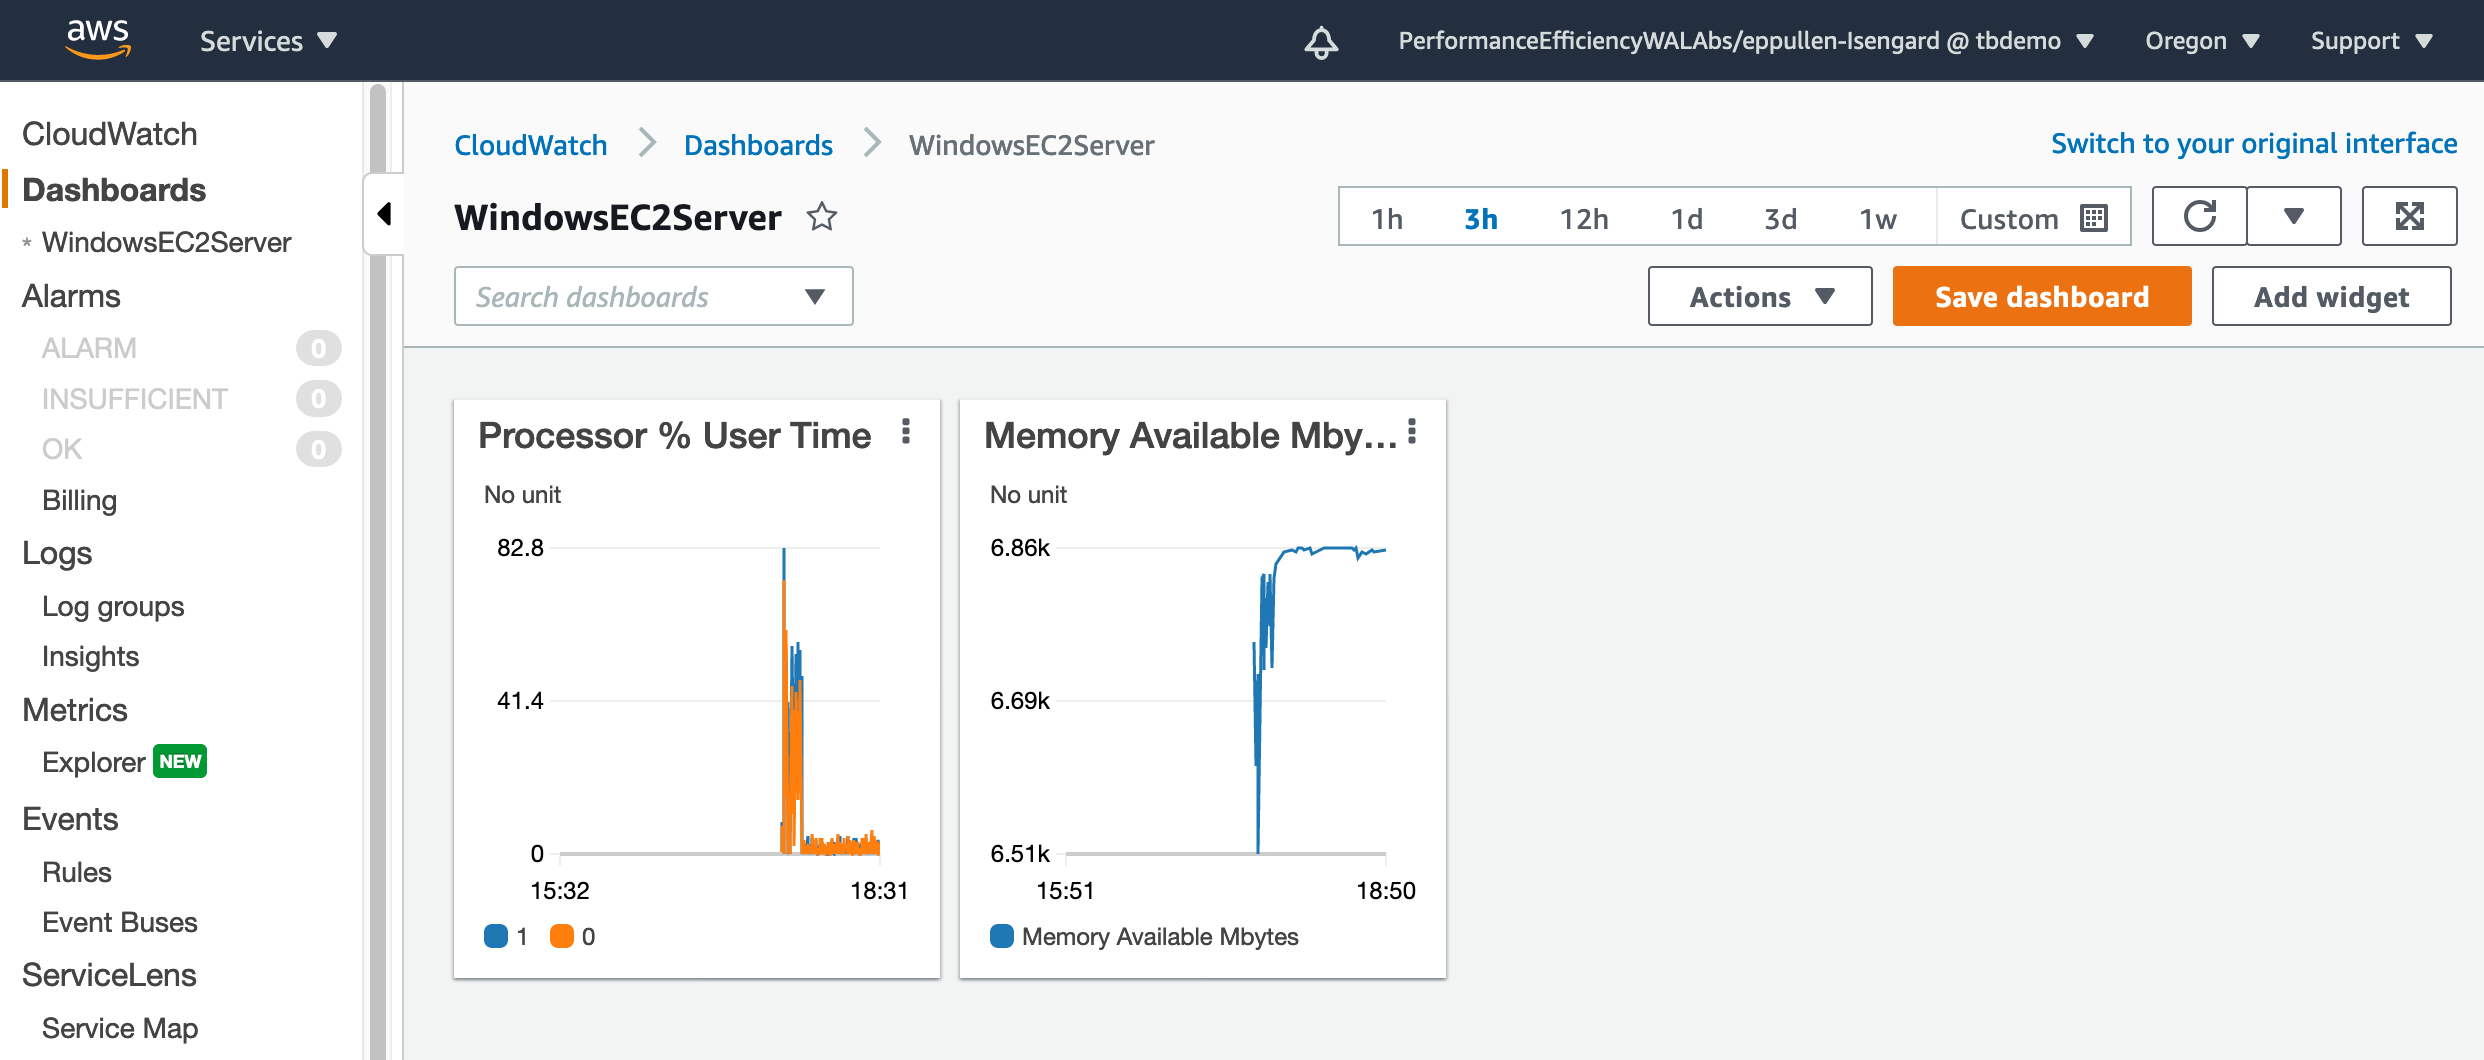 aws
Services
PerformanceEfficiencyWALAbs/eppullen-Isengard @ tbdemo
Oregon
Support
CloudWatch
Dashboards
* WindowsEC2Server
Alarms
ALARM 0
INSUFFICIENT 0
OK 0
Billing
Logs
Log groups
Insights
Metrics
Explorer NEW
Events
Rules
Event Buses
ServiceLens
Service Map
CloudWatch > Dashboards > WindowsEC2Server
Switch to your original interface
WindowsEC2Server
1h 3h 12h 1d 3d 1w Custom
Search dashboards
Actions
Save dashboard
Add widget
Processor % User Time
No unit
82.8
41.4
0
15:32 18:31
1 0
Memory Available Mby...
No unit
6.86k
6.69k
6.51k
15:51 18:50
Memory Available Mbytes